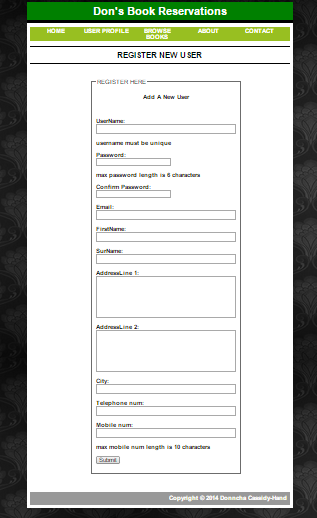 Don's Book Reservations
HOME USER PROFILE BROWSE BOOKS ABOUT CONTACT
REGISTER NEW USER
REGISTER HERE
Add A New User
UserName:
username must be unique
Password:
max password length is 6 characters
Confirm Password:
Email:
FirstName:
SurName:
AddressLine 1:
AddressLine 2:
City:
Telephone num:
Mobile num:
max mobile num length is 10 characters
Submit
Copyright © 2014 Donncha Cassidy-Hand